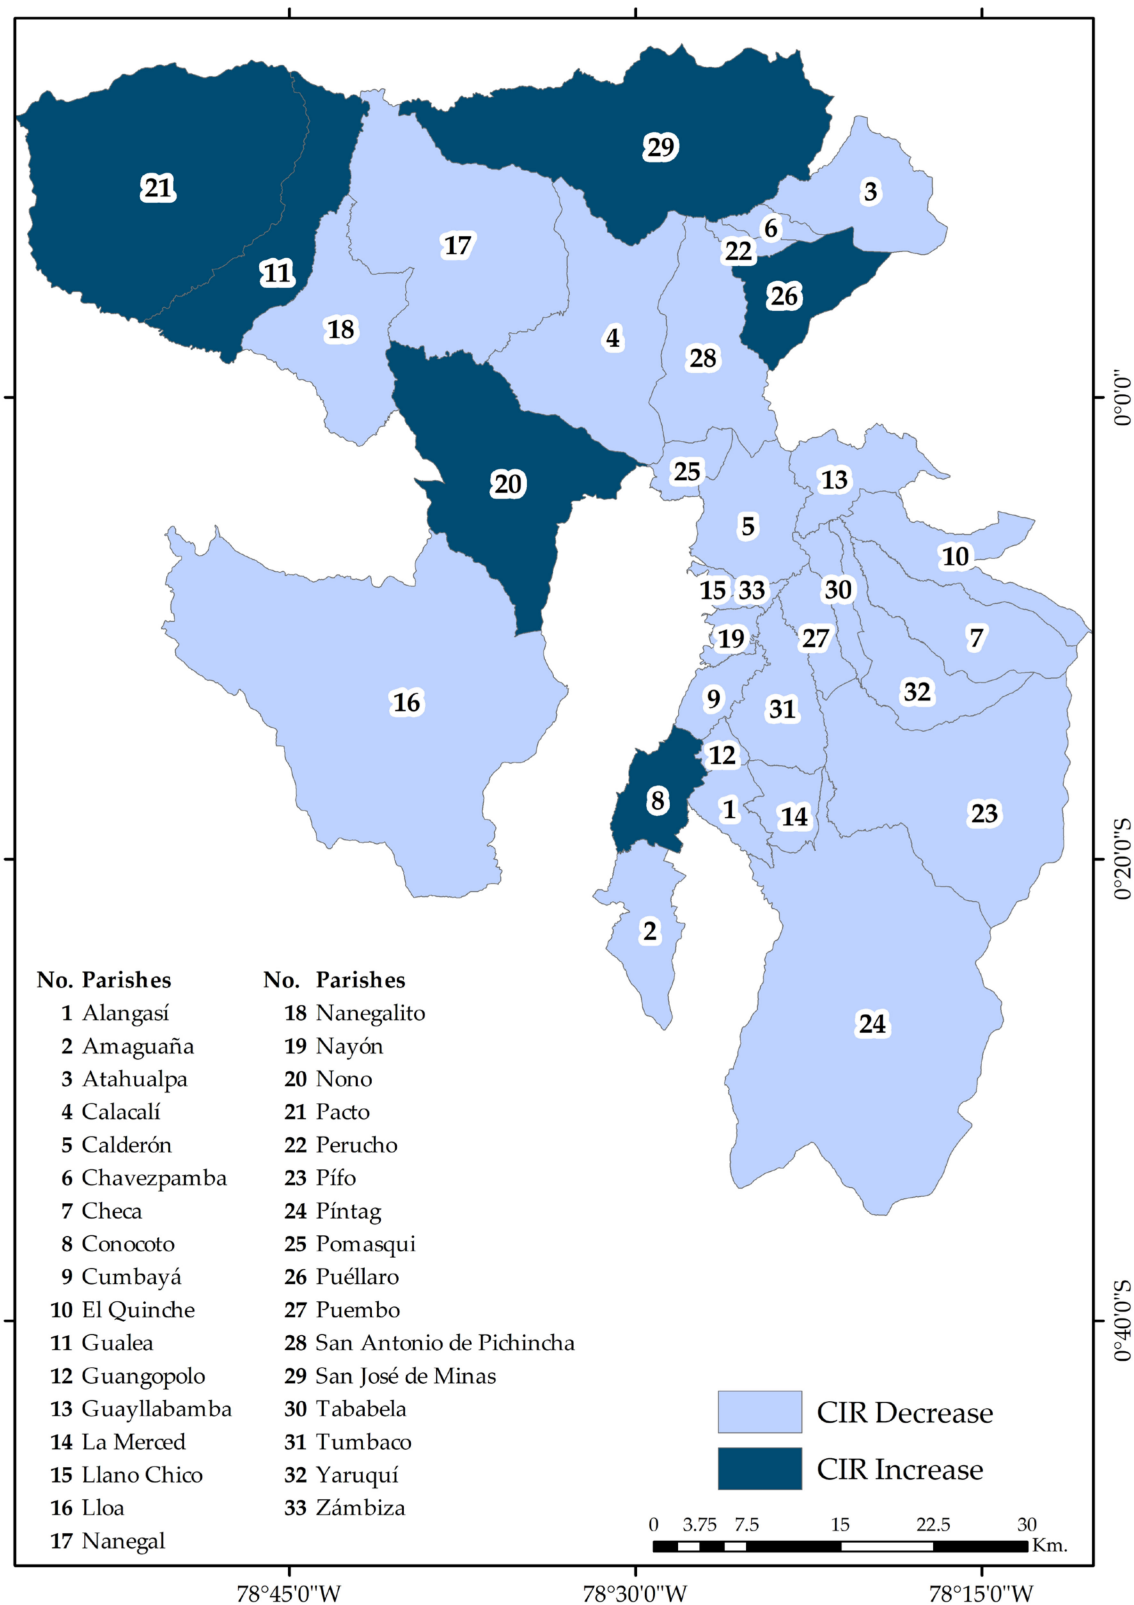 21
29
3
6
17
22
11
26
18
4
28
25
13
20
5
10
15
33
30
19
27
7
32
16
9
31
12
8
1
14
23
2
24
0°0'0"
0°20'0"S
0°40'0"S
No. Parishes
1 Alangasí
2 Amaguaña
3 Atahualpa
4 Calacalí
5 Calderón
6 Chavezpamba
7 Checa
8 Conocoto
9 Cumbayá
10 El Quinche
11 Gualea
12 Guangopolo
13 Guayllabamba
14 La Merced
15 Llano Chico
16 Lloa
17 Nanegal
No. Parishes
18 Nanegalito
19 Nayón
20 Nono
21 Pacto
22 Perucho
23 Pífo
24 Píntag
25 Pomasqui
26 Puéllaro
27 Puembo
28 San Antonio de Pichincha
29 San José de Minas
30 Tababela
31 Tumbaco
32 Yaruquí
33 Zámbiza
CIR Decrease
CIR Increase
0 3.75 7.5 15 22.5 30
Km.
78°45'0"W 78°30'0"W 78°15'0"W